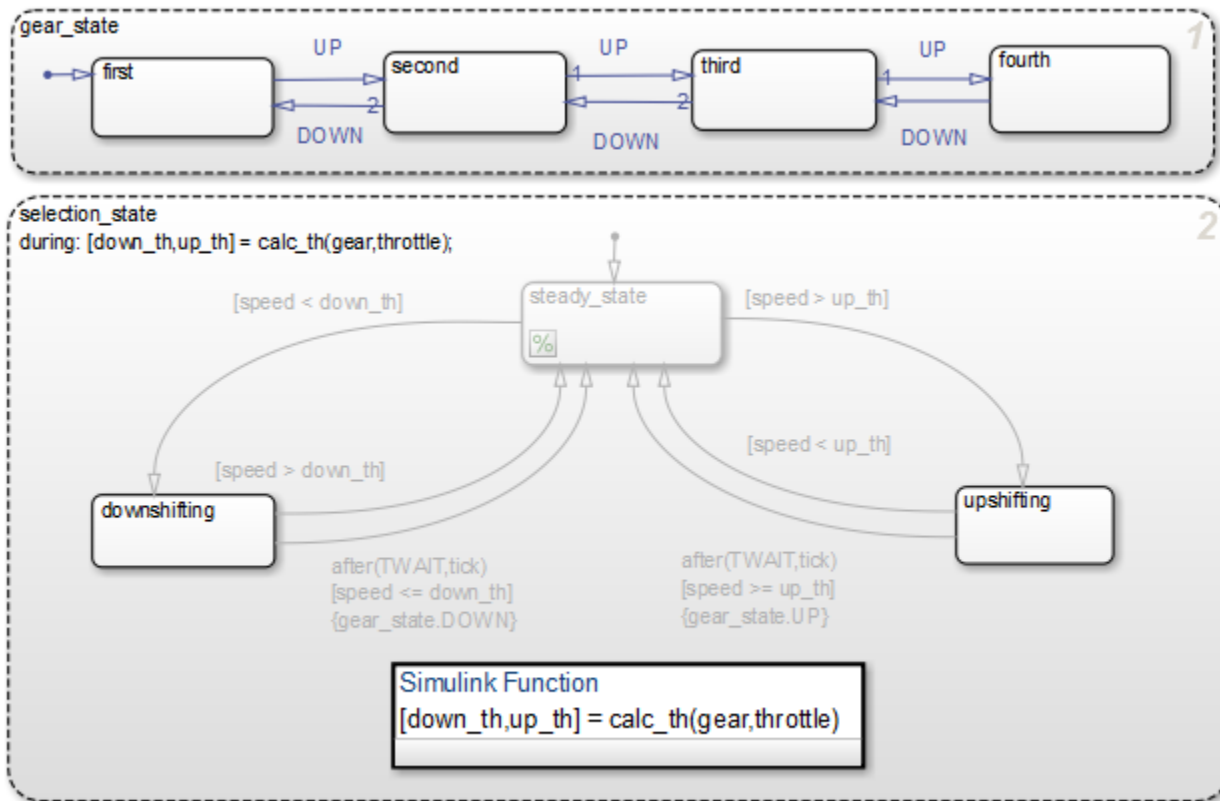 gear_state
1
UP
UP
UP
first
second
third
fourth
1
1
2
2
DOWN
DOWN
DOWN
selection_state
2
during: [down_th,up_th] = calc_th(gear,throttle);
[speed < down_th]
steady_state
[speed > up_th]
%
[speed > down_th]
[speed < up_th]
downshifting
upshifting
after(TWAIT,tick)
[speed <= down_th]
{gear_state.DOWN}
after(TWAIT,tick)
[speed >= up_th]
{gear_state.UP}
Simulink Function
[down_th,up_th] = calc_th(gear,throttle)